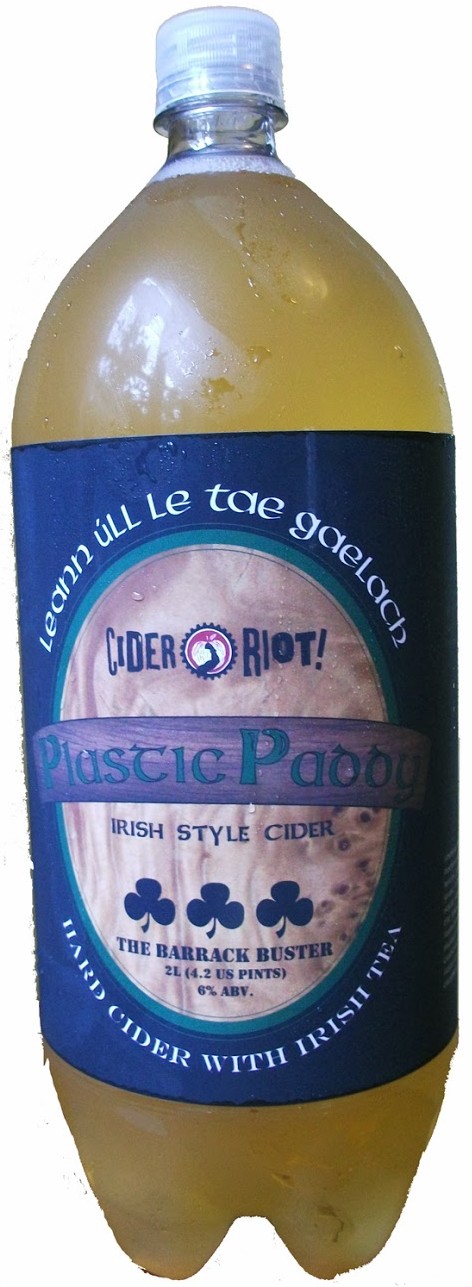 Leann úll le tae gaelach
CIDER RIOT!
Plastic Paddy
IRISH STYLE CIDER
THE BARRACK BUSTER
2L (4.2 US PINTS)
6% ABV.
HARD CIDER WITH IRISH TEA